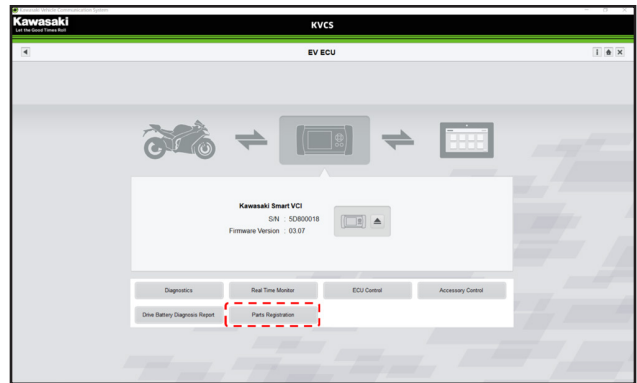 Kawasaki Vehicle Communication System
Kawasaki
Let the Good Times Roll
KVCS
EV ECU
Kawasaki Smart VCI
S/N : 5D800018
Firmware Version : 03.07
Diagnostics
Real Time Monitor
ECU Control
Accessory Control
Drive Battery Diagnosis Report
Parts Registration